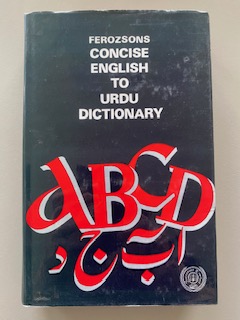 FEROZSONS
CONCISE
ENGLISH
TO
URDU
DICTIONARY
ABCD
آ ب ج د